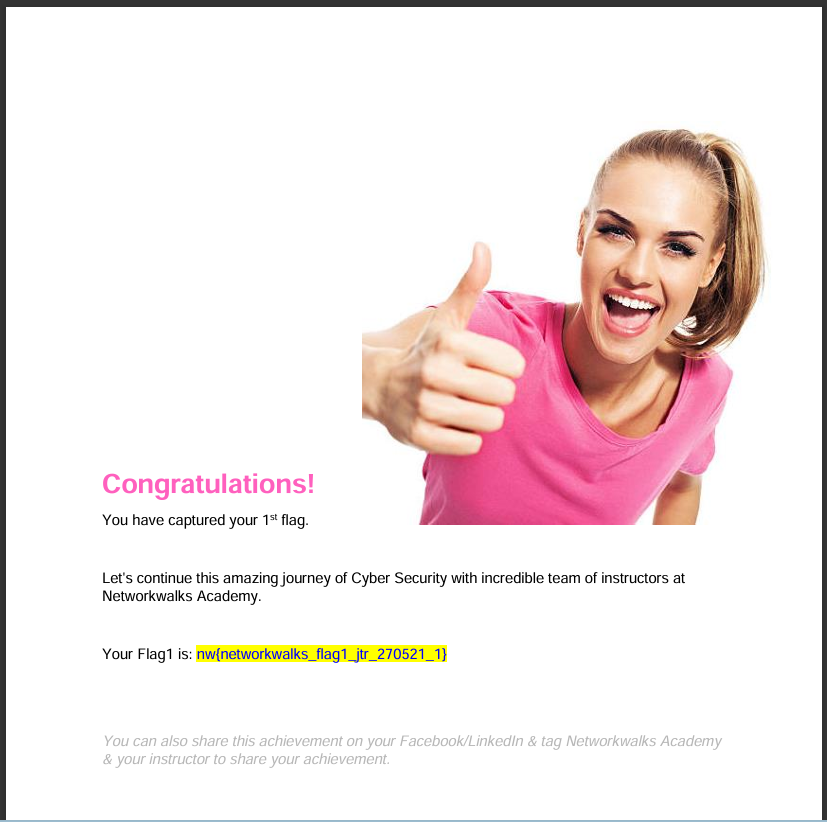 Congratulations!
You have captured your 1st flag.
Let's continue this amazing journey of Cyber Security with incredible team of instructors at
Networkwalks Academy.
Your Flag1 is: nw{networkwalks_flag1_jtr_270521_1}
You can also share this achievement on your Facebook/LinkedIn & tag Networkwalks Academy
& your instructor to share your achievement.